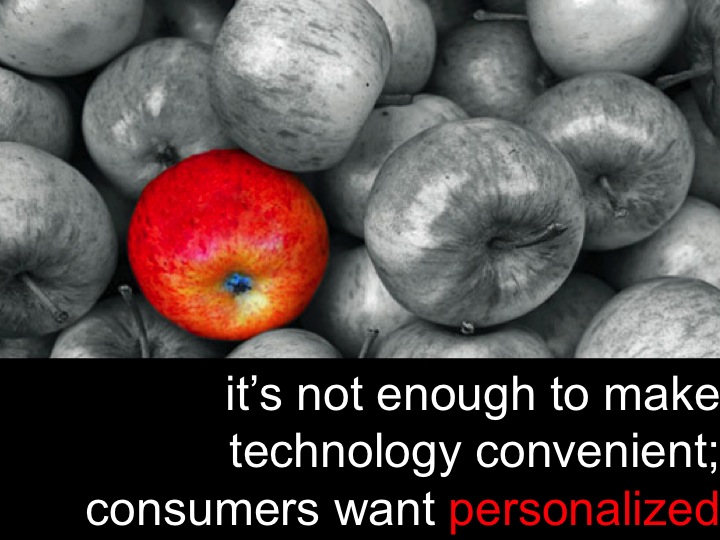 it’s not enough to make
technology convenient;
consumers want personalized